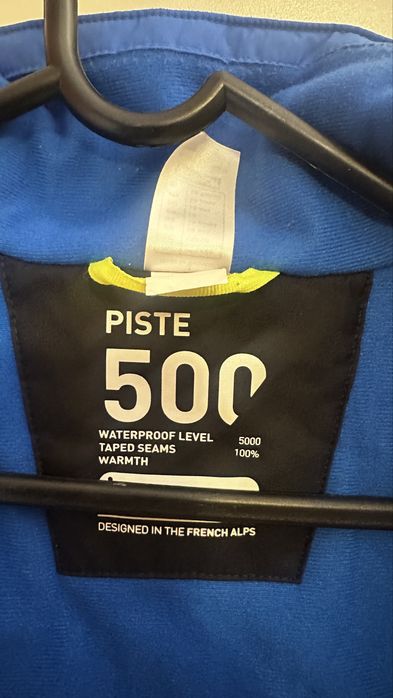 PISTE
500
WATERPROOF LEVEL 5000
TAPED SEAMS 100%
WARMTH
DESIGNED IN THE FRENCH ALPS